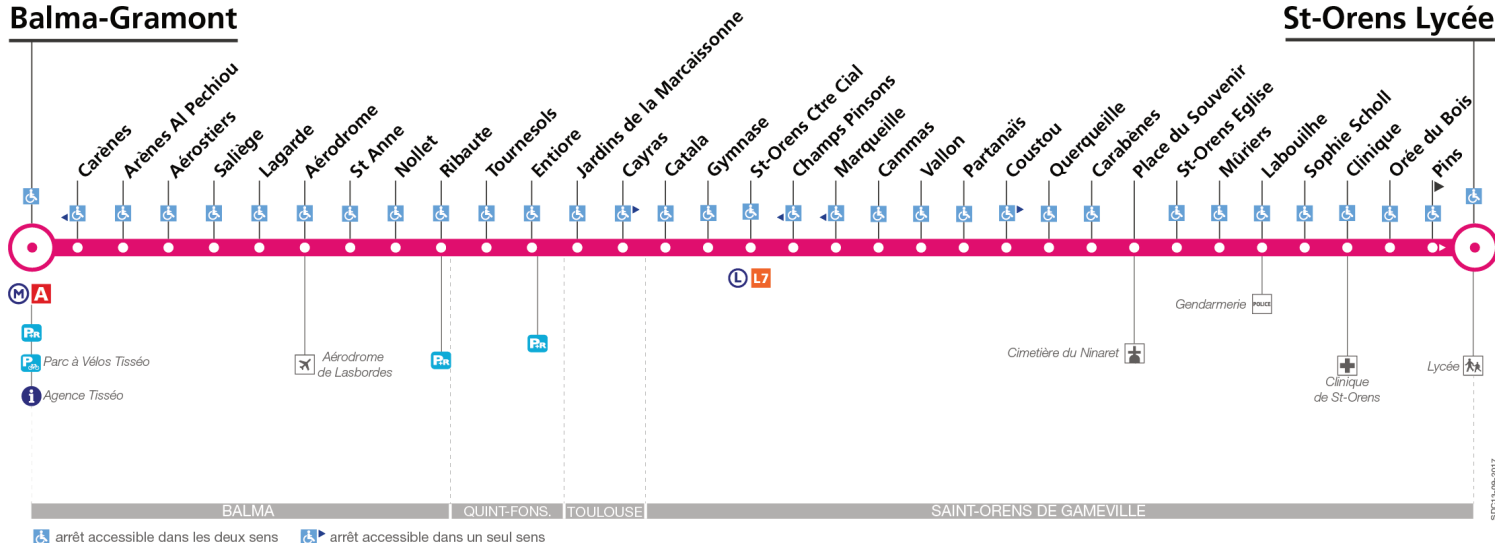 Balma-Gramont
St-Orens Lycée
Carènes
Arènes Al Pechiou
Aérostiers
Saliège
Lagarde
Aérodrome
St Anne
Nollet
Ribaute
Tournesols
Entiore
Jardins de la Marcaissonne
Cayras
Catala
Gymnase
St-Orens Ctre Cial
Champs Pinsons
Marqueille
Cammas
Vallon
Partanaïs
Coustou
Querqueille
Carabènes
Place du Souvenir
St-Orens Eglise
Mûriers
Labouilhe
Sophie Scholl
Clinique
Orée du Bois
Pins
M A
L L7
Gendarmerie POLICE
P+R
Parc à Vélos Tisséo
Agence Tisséo
Aérodrome
de Lasbordes
P+R
P+R
Cimetière du Ninaret
Clinique
de St-Orens
Lycée
BALMA
QUINT-FONS.
TOULOUSE
SAINT-ORENS DE GAMEVILLE
arrêt accessible dans les deux sens
arrêt accessible dans un seul sens